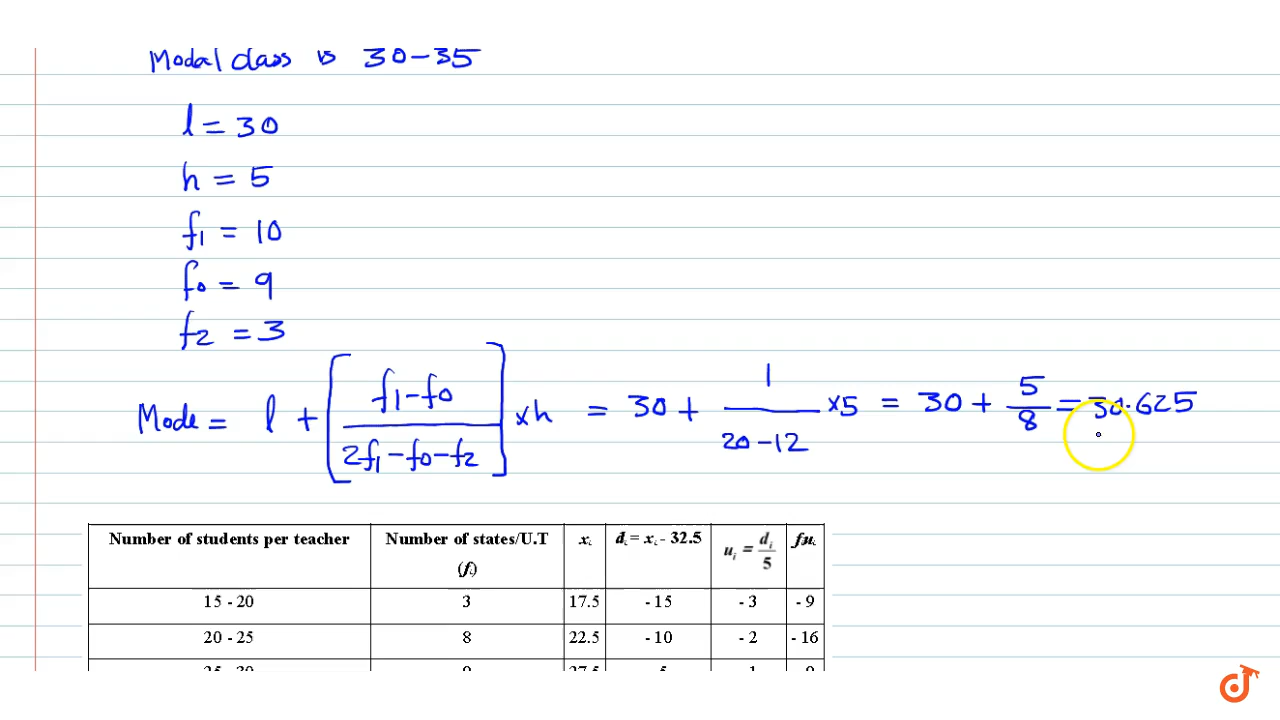 Modal class is 30-35
l = 30
h = 5
f1 = 10
f0 = 9
f2 = 3
Mode = l + [ (f1-f0) / (2f1-f0-f2) ] xh = 30 + 1 / (20-12) x5 = 30 + 5/8 = 30.625
Number of students per teacher | Number of states/U.T (fi) | xi | di = xi - 32.5 | ui = di/5 | fiui
15 - 20 | 3 | 17.5 | - 15 | - 3 | - 9
20 - 25 | 8 | 22.5 | - 10 | - 2 | - 16